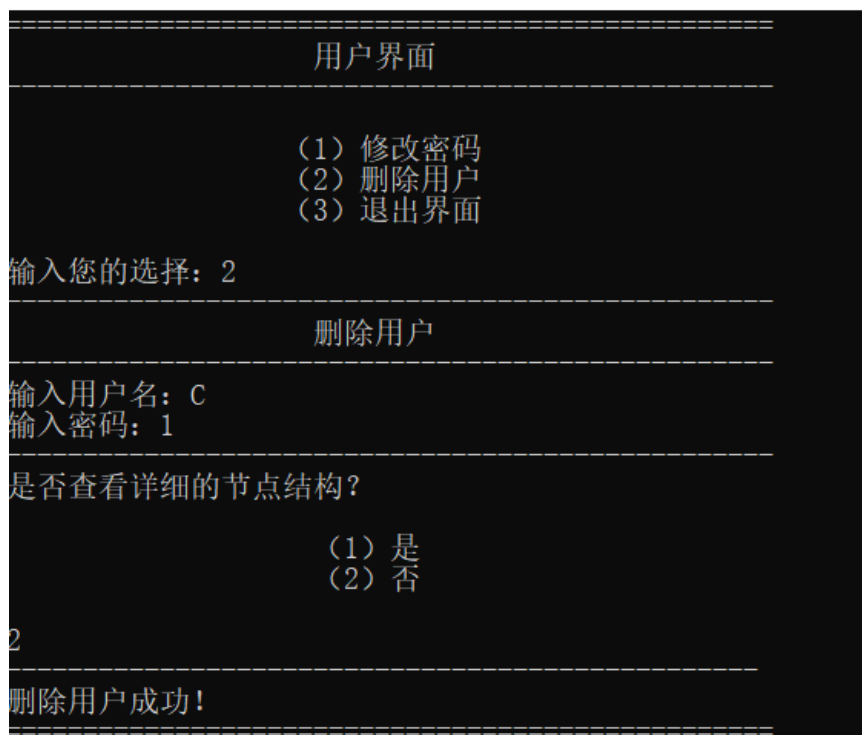 ==================================================
用户界面
--------------------------------------------------
（1）修改密码
（2）删除用户
（3）退出界面
输入您的选择：2
--------------------------------------------------
删除用户
--------------------------------------------------
输入用户名：C
输入密码：1
--------------------------------------------------
是否查看详细的节点结构？
（1）是
（2）否
2
-------------------------------------------------
删除用户成功！
==================================================